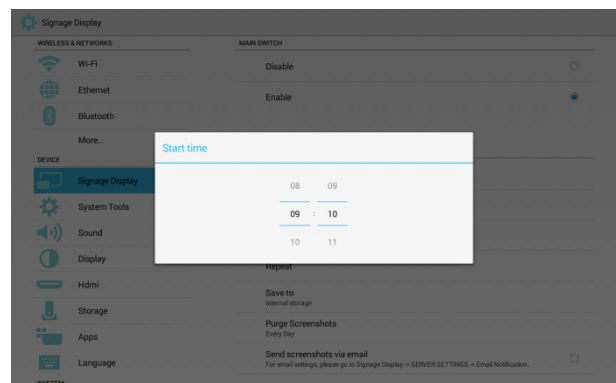 Signage Display
WIRELESS & NETWORKS
Wi-Fi
Ethernet
Bluetooth
More...
DEVICE
Signage Display
System Tools
Sound
Display
Hdmi
Storage
Apps
Language
SYSTEM
MAIN SWITCH
Disable
Enable
Start time
08 09
09 : 10
10 11
Repeat
Save to
Internal storage
Purge Screenshots
Every Day
Send screenshots via email
For email settings, please go to Signage Display -> SERVER SETTINGS -> Email Notification.